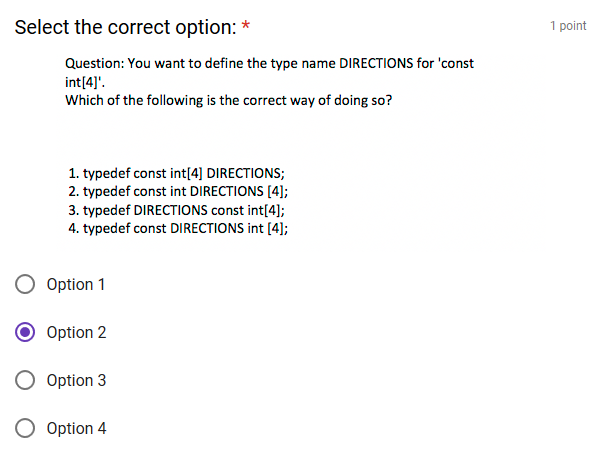 Select the correct option: *
1 point
Question: You want to define the type name DIRECTIONS for 'const
int[4]'.
Which of the following is the correct way of doing so?
1. typedef const int[4] DIRECTIONS;
2. typedef const int DIRECTIONS [4];
3. typedef DIRECTIONS const int[4];
4. typedef const DIRECTIONS int [4];
Option 1
Option 2
Option 3
Option 4